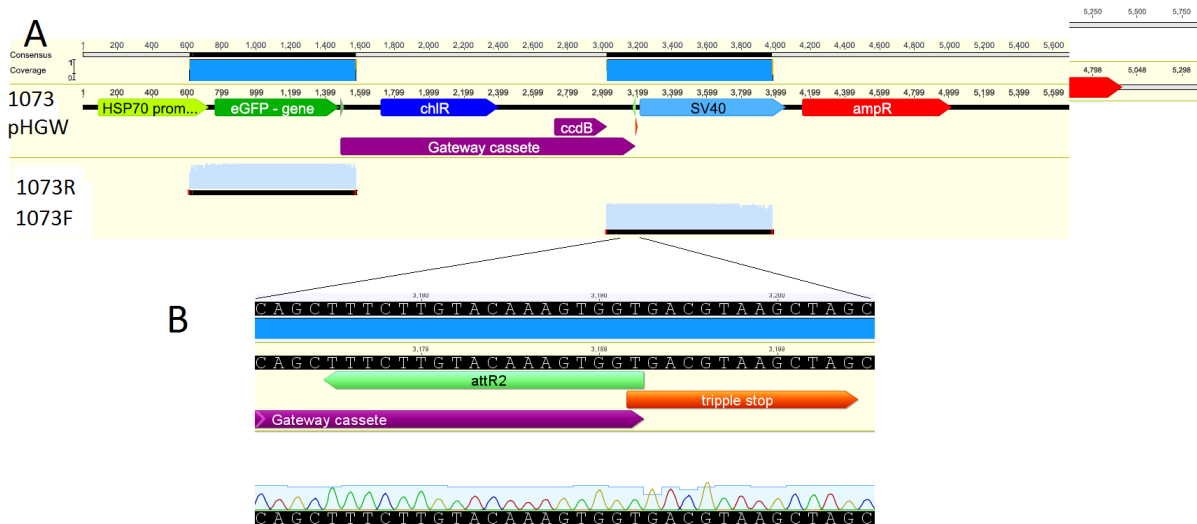 A
5,250 5,500 5,750
1 200 400 600 800 1,000 1,200 1,400 1,600 1,800 2,000 2,200 2,400 2,600 2,800 3,000 3,200 3,400 3,600 3,800 4,000 4,200 4,400 4,600 4,800 5,000 5,200 5,400 5,600
Consensus
Coverage 1
0
4,798 5,048 5,298
1 200 400 600 800 999 1,199 1,399 1,599 1,799 1,999 2,199 2,399 2,599 2,799 2,999 3,199 3,399 3,599 3,799 3,999 4,199 4,399 4,599 4,799 4,999 5,199 5,399 5,599
1073
pHGW
HSP70 prom... eGFP - gene chlR SV40 ampR
ccdB
Gateway cassete
1073R
1073F
B
3,180 3,190 3,200
CAGCTTTCTTGTACAAAGTGGTGACGTAAGCTAGC
3,179 3,189 3,199
CAGCTTTCTTGTACAAAGTGGTGACGTAAGCTAGC
attR2
tripple stop
Gateway cassete
CAGCTTTCTTGTACAAAGTGGTGACGTAAGCTAGC